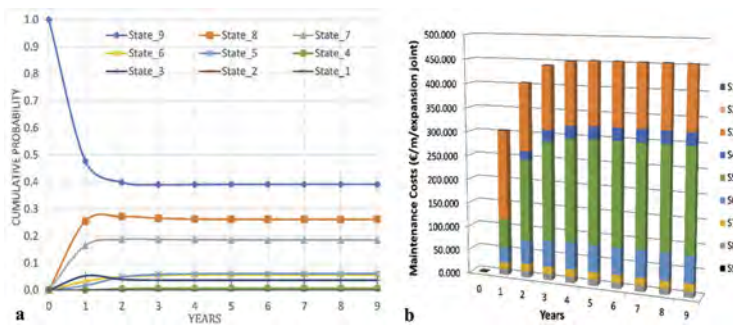 1.0
0.9
0.8
0.7
0.6
0.5
0.4
0.3
0.2
0.1
0.0
CUMULATIVE PROBABILITY
State_9 State_8 State_7
State_6 State_5 State_4
State_3 State_2 State_1
0 1 2 3 4 5 6 7 8 9
YEARS
a
500.000
450.000
400.000
350.000
300.000
250.000
200.000
150.000
100.000
50.000
0.000
Maintenance Costs (€/m/expansion joint)
0 1 2 3 4 5 6 7 8 9
Years
b